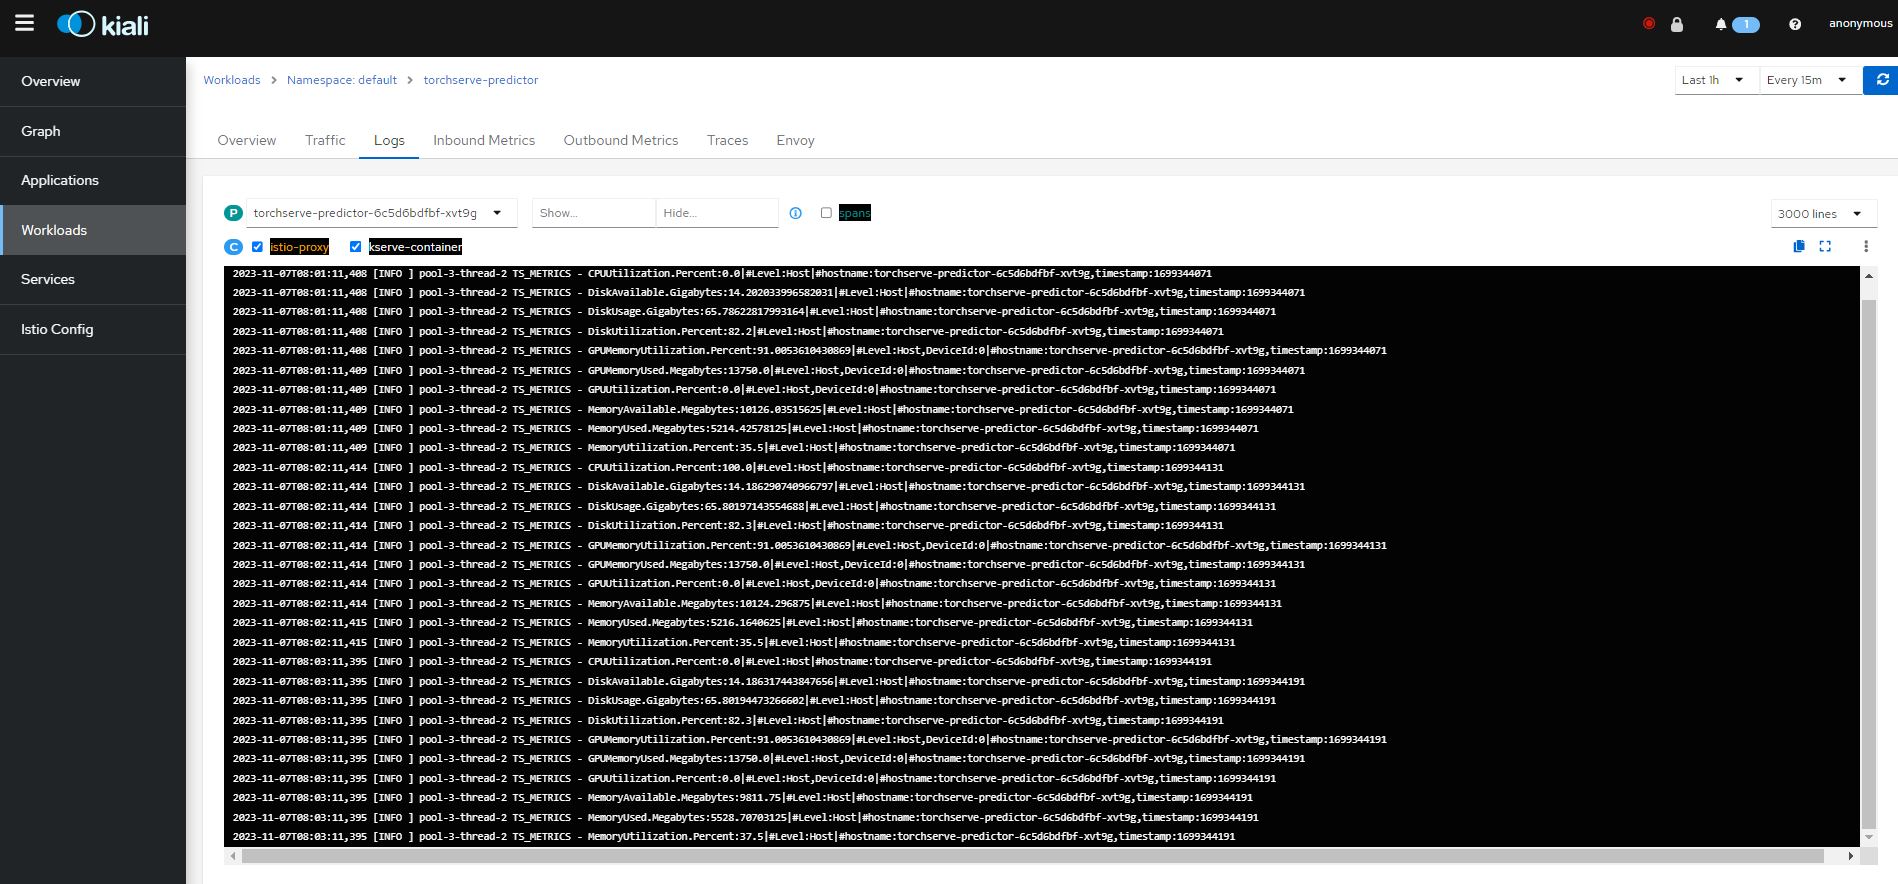 kiali
1
anonymous
Overview
Graph
Applications
Workloads
Services
Istio Config
Workloads > Namespace: default > torchserve-predictor
Last 1h
Every 15m
Overview Traffic Logs Inbound Metrics Outbound Metrics Traces Envoy
P torchserve-predictor-6c5d6bdfbf-xvt9g Show... Hide... spans 3000 lines
C istio-proxy kserve-container
2023-11-07T08:01:11,408 [INFO ] pool-3-thread-2 TS_METRICS - CPUUtilization.Percent:0.0|#Level:Host|#hostname:torchserve-predictor-6c5d6bdfbf-xvt9g,timestamp:1699344071
2023-11-07T08:01:11,408 [INFO ] pool-3-thread-2 TS_METRICS - DiskAvailable.Gigabytes:14.202033996582031|#Level:Host|#hostname:torchserve-predictor-6c5d6bdfbf-xvt9g,timestamp:1699344071
2023-11-07T08:01:11,408 [INFO ] pool-3-thread-2 TS_METRICS - DiskUsage.Gigabytes:65.78622817993164|#Level:Host|#hostname:torchserve-predictor-6c5d6bdfbf-xvt9g,timestamp:1699344071
2023-11-07T08:01:11,408 [INFO ] pool-3-thread-2 TS_METRICS - DiskUtilization.Percent:82.2|#Level:Host|#hostname:torchserve-predictor-6c5d6bdfbf-xvt9g,timestamp:1699344071
2023-11-07T08:01:11,408 [INFO ] pool-3-thread-2 TS_METRICS - GPUMemoryUtilization.Percent:91.0053610430869|#Level:Host,DeviceId:0|#hostname:torchserve-predictor-6c5d6bdfbf-xvt9g,timestamp:1699344071
2023-11-07T08:01:11,409 [INFO ] pool-3-thread-2 TS_METRICS - GPUMemoryUsed.Megabytes:13750.0|#Level:Host,DeviceId:0|#hostname:torchserve-predictor-6c5d6bdfbf-xvt9g,timestamp:1699344071
2023-11-07T08:01:11,409 [INFO ] pool-3-thread-2 TS_METRICS - GPUUtilization.Percent:0.0|#Level:Host,DeviceId:0|#hostname:torchserve-predictor-6c5d6bdfbf-xvt9g,timestamp:1699344071
2023-11-07T08:01:11,409 [INFO ] pool-3-thread-2 TS_METRICS - MemoryAvailable.Megabytes:10126.03515625|#Level:Host|#hostname:torchserve-predictor-6c5d6bdfbf-xvt9g,timestamp:1699344071
2023-11-07T08:01:11,409 [INFO ] pool-3-thread-2 TS_METRICS - MemoryUsed.Megabytes:5214.42578125|#Level:Host|#hostname:torchserve-predictor-6c5d6bdfbf-xvt9g,timestamp:1699344071
2023-11-07T08:01:11,409 [INFO ] pool-3-thread-2 TS_METRICS - MemoryUtilization.Percent:35.5|#Level:Host|#hostname:torchserve-predictor-6c5d6bdfbf-xvt9g,timestamp:1699344071
2023-11-07T08:02:11,414 [INFO ] pool-3-thread-2 TS_METRICS - CPUUtilization.Percent:100.0|#Level:Host|#hostname:torchserve-predictor-6c5d6bdfbf-xvt9g,timestamp:1699344131
2023-11-07T08:02:11,414 [INFO ] pool-3-thread-2 TS_METRICS - DiskAvailable.Gigabytes:14.186290740966797|#Level:Host|#hostname:torchserve-predictor-6c5d6bdfbf-xvt9g,timestamp:1699344131
2023-11-07T08:02:11,414 [INFO ] pool-3-thread-2 TS_METRICS - DiskUsage.Gigabytes:65.80197143554688|#Level:Host|#hostname:torchserve-predictor-6c5d6bdfbf-xvt9g,timestamp:1699344131
2023-11-07T08:02:11,414 [INFO ] pool-3-thread-2 TS_METRICS - DiskUtilization.Percent:82.3|#Level:Host|#hostname:torchserve-predictor-6c5d6bdfbf-xvt9g,timestamp:1699344131
2023-11-07T08:02:11,414 [INFO ] pool-3-thread-2 TS_METRICS - GPUMemoryUtilization.Percent:91.0053610430869|#Level:Host,DeviceId:0|#hostname:torchserve-predictor-6c5d6bdfbf-xvt9g,timestamp:1699344131
2023-11-07T08:02:11,414 [INFO ] pool-3-thread-2 TS_METRICS - GPUMemoryUsed.Megabytes:13750.0|#Level:Host,DeviceId:0|#hostname:torchserve-predictor-6c5d6bdfbf-xvt9g,timestamp:1699344131
2023-11-07T08:02:11,414 [INFO ] pool-3-thread-2 TS_METRICS - GPUUtilization.Percent:0.0|#Level:Host,DeviceId:0|#hostname:torchserve-predictor-6c5d6bdfbf-xvt9g,timestamp:1699344131
2023-11-07T08:02:11,414 [INFO ] pool-3-thread-2 TS_METRICS - MemoryAvailable.Megabytes:10124.296875|#Level:Host|#hostname:torchserve-predictor-6c5d6bdfbf-xvt9g,timestamp:1699344131
2023-11-07T08:02:11,415 [INFO ] pool-3-thread-2 TS_METRICS - MemoryUsed.Megabytes:5216.1640625|#Level:Host|#hostname:torchserve-predictor-6c5d6bdfbf-xvt9g,timestamp:1699344131
2023-11-07T08:02:11,415 [INFO ] pool-3-thread-2 TS_METRICS - MemoryUtilization.Percent:35.5|#Level:Host|#hostname:torchserve-predictor-6c5d6bdfbf-xvt9g,timestamp:1699344131
2023-11-07T08:03:11,395 [INFO ] pool-3-thread-2 TS_METRICS - CPUUtilization.Percent:0.0|#Level:Host|#hostname:torchserve-predictor-6c5d6bdfbf-xvt9g,timestamp:1699344191
2023-11-07T08:03:11,395 [INFO ] pool-3-thread-2 TS_METRICS - DiskAvailable.Gigabytes:14.186317443847656|#Level:Host|#hostname:torchserve-predictor-6c5d6bdfbf-xvt9g,timestamp:1699344191
2023-11-07T08:03:11,395 [INFO ] pool-3-thread-2 TS_METRICS - DiskUsage.Gigabytes:65.80194473266602|#Level:Host|#hostname:torchserve-predictor-6c5d6bdfbf-xvt9g,timestamp:1699344191
2023-11-07T08:03:11,395 [INFO ] pool-3-thread-2 TS_METRICS - DiskUtilization.Percent:82.3|#Level:Host|#hostname:torchserve-predictor-6c5d6bdfbf-xvt9g,timestamp:1699344191
2023-11-07T08:03:11,395 [INFO ] pool-3-thread-2 TS_METRICS - GPUMemoryUtilization.Percent:91.0053610430869|#Level:Host,DeviceId:0|#hostname:torchserve-predictor-6c5d6bdfbf-xvt9g,timestamp:1699344191
2023-11-07T08:03:11,395 [INFO ] pool-3-thread-2 TS_METRICS - GPUMemoryUsed.Megabytes:13750.0|#Level:Host,DeviceId:0|#hostname:torchserve-predictor-6c5d6bdfbf-xvt9g,timestamp:1699344191
2023-11-07T08:03:11,395 [INFO ] pool-3-thread-2 TS_METRICS - GPUUtilization.Percent:0.0|#Level:Host,DeviceId:0|#hostname:torchserve-predictor-6c5d6bdfbf-xvt9g,timestamp:1699344191
2023-11-07T08:03:11,395 [INFO ] pool-3-thread-2 TS_METRICS - MemoryAvailable.Megabytes:9811.75|#Level:Host|#hostname:torchserve-predictor-6c5d6bdfbf-xvt9g,timestamp:1699344191
2023-11-07T08:03:11,395 [INFO ] pool-3-thread-2 TS_METRICS - MemoryUsed.Megabytes:5528.70703125|#Level:Host|#hostname:torchserve-predictor-6c5d6bdfbf-xvt9g,timestamp:1699344191
2023-11-07T08:03:11,395 [INFO ] pool-3-thread-2 TS_METRICS - MemoryUtilization.Percent:37.5|#Level:Host|#hostname:torchserve-predictor-6c5d6bdfbf-xvt9g,timestamp:1699344191